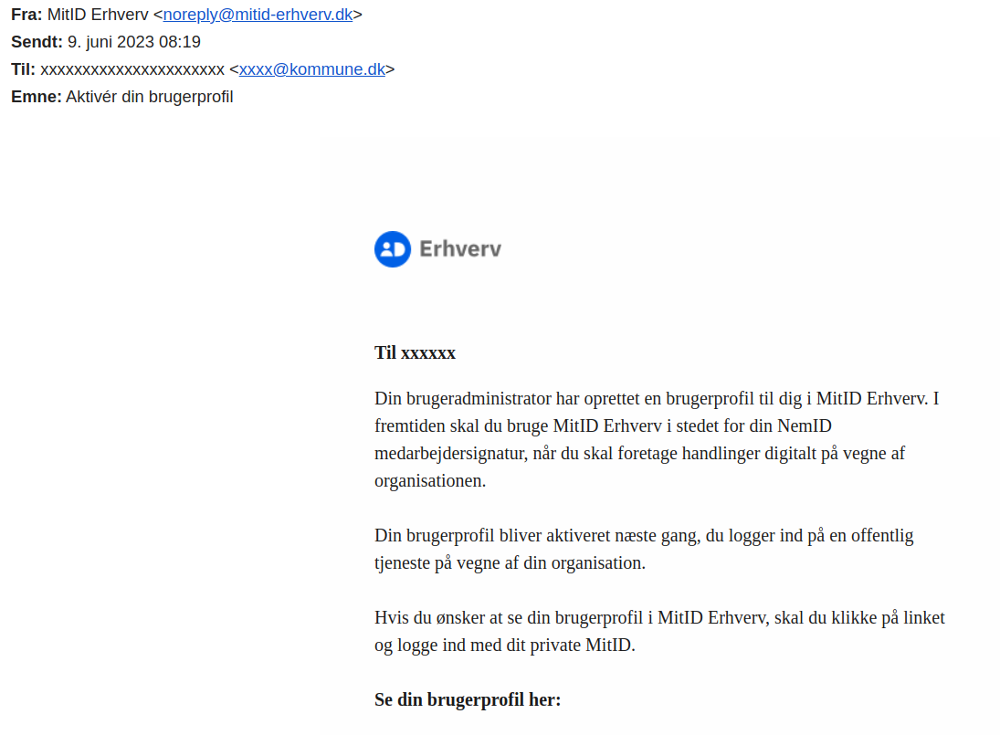 Fra: MitID Erhverv <noreply@mitid-erhverv.dk>
Sendt: 9. juni 2023 08:19
Til: xxxxxxxxxxxxxxxxxxxxxx <xxxx@kommune.dk>
Emne: Aktivér din brugerprofil
Erhverv
Til xxxxxx
Din brugeradministrator har oprettet en brugerprofil til dig i MitID Erhverv. I
fremtiden skal du bruge MitID Erhverv i stedet for din NemID
medarbejdersignatur, når du skal foretage handlinger digitalt på vegne af
organisationen.
Din brugerprofil bliver aktiveret næste gang, du logger ind på en offentlig
tjeneste på vegne af din organisation.
Hvis du ønsker at se din brugerprofil i MitID Erhverv, skal du klikke på linket
og logge ind med dit private MitID.
Se din brugerprofil her: